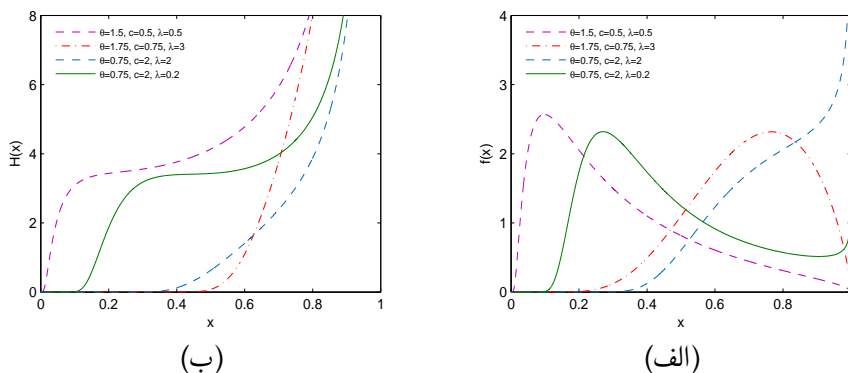 θ=1.5, c=0.5, λ=0.5
θ=1.75, c=0.75, λ=3
θ=0.75, c=2, λ=2
θ=0.75, c=2, λ=0.2
H(x)
8
6
4
2
0
0 0.2 0.4 0.6 0.8 1
x
(ب)
θ=1.5, c=0.5, λ=0.5
θ=1.75, c=0.75, λ=3
θ=0.75, c=2, λ=2
θ=0.75, c=2, λ=0.2
f(x)
4
3
2
1
0
0 0.2 0.4 0.6 0.8
x
(الف)